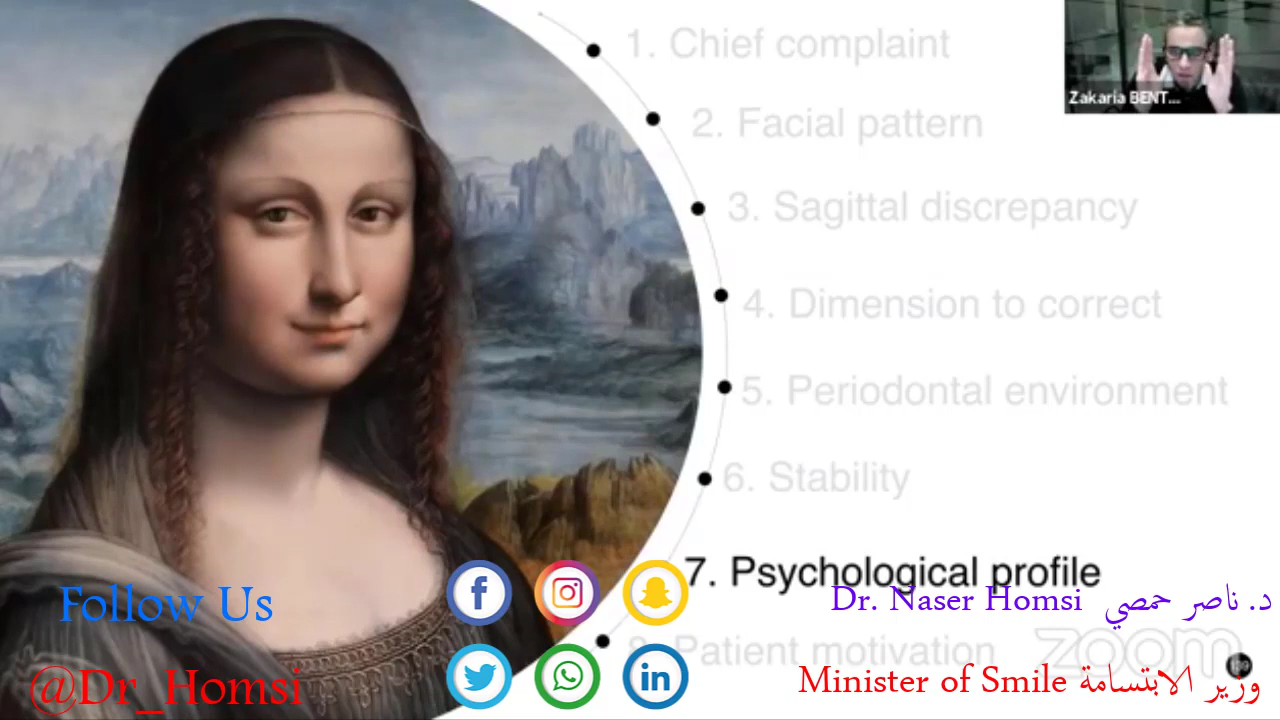 1. Chief complaint
Zakaria BENT...
2. Facial pattern
3. Sagittal discrepancy
4. Dimension to correct
5. Periodontal environment
6. Stability
7. Psychological profile
Follow Us
Dr. Naser Homsi د. ناصر حمصي
Patient motivation
zoom
@Dr_Homsi
Minister of Smile وزير الابتسامة